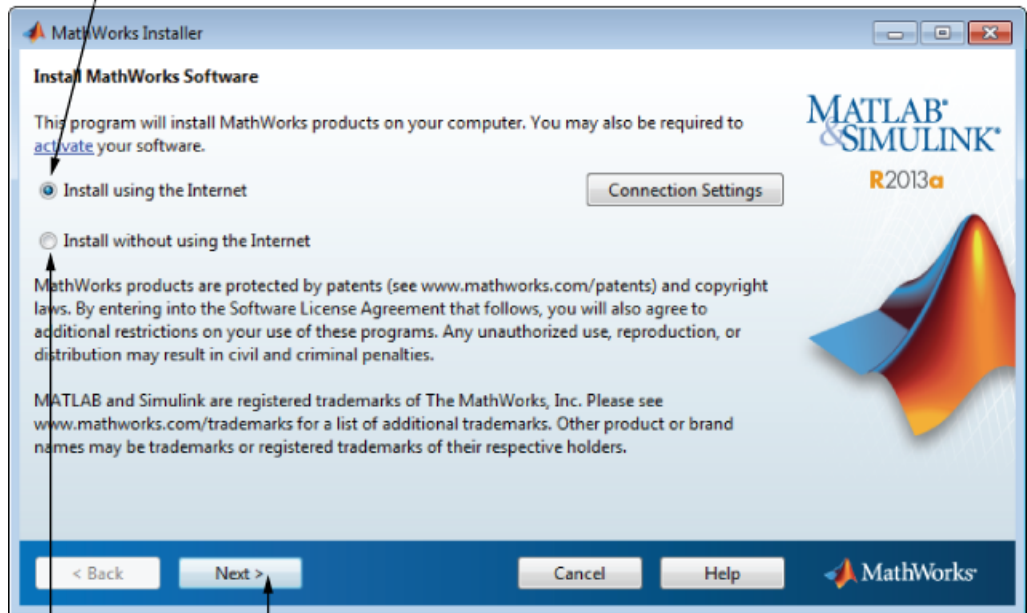 MathWorks Installer
Install MathWorks Software
This program will install MathWorks products on your computer. You may also be required to
activate your software.
Install using the Internet
Connection Settings
Install without using the Internet
MathWorks products are protected by patents (see www.mathworks.com/patents) and copyright
laws. By entering into the Software License Agreement that follows, you will also agree to
additional restrictions on your use of these programs. Any unauthorized use, reproduction, or
distribution may result in civil and criminal penalties.
MATLAB and Simulink are registered trademarks of The MathWorks, Inc. Please see
www.mathworks.com/trademarks for a list of additional trademarks. Other product or brand
names may be trademarks or registered trademarks of their respective holders.
MATLAB®
&SIMULINK®
R2013a
< Back
Next >
Cancel
Help
MathWorks®